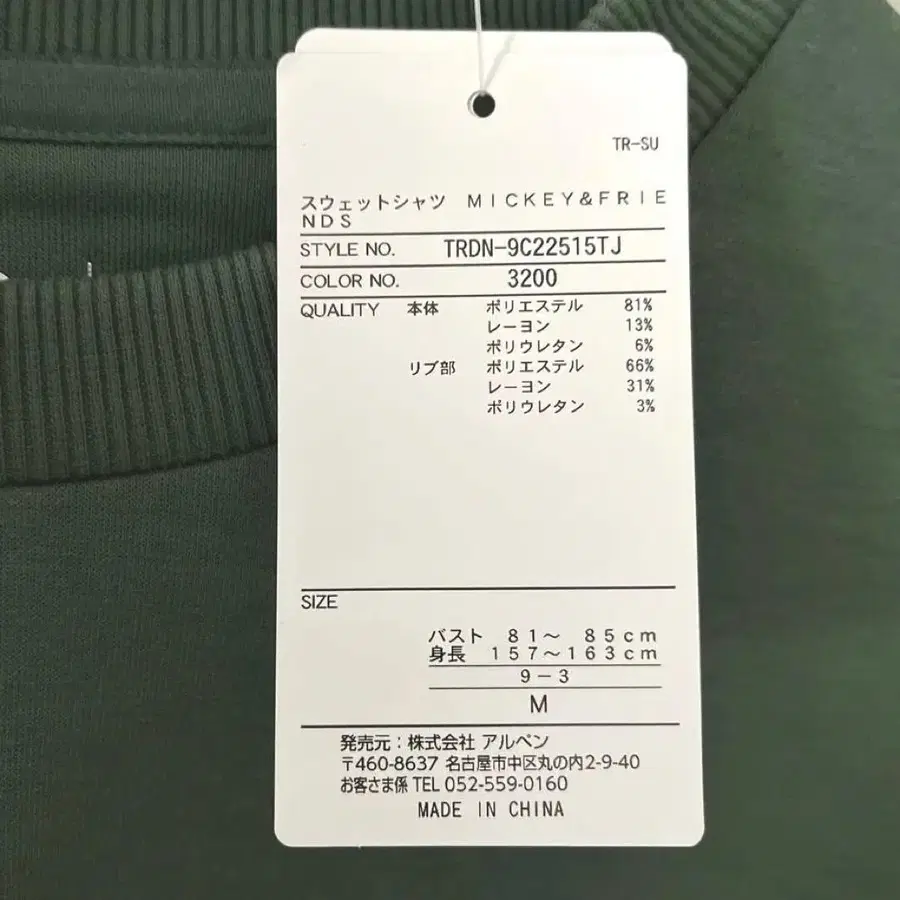 TR-SU
スウェットシャツ MICKEY&FRIE
NDS
STYLE NO. TRDN-9C22515TJ
COLOR NO. 3200
QUALITY 本体 ポリエステル 81%
レーヨン 13%
ポリウレタン 6%
リブ部 ポリエステル 66%
レーヨン 31%
ポリウレタン 3%
SIZE
バスト 81～ 85cm
身長 157～163cm
9-3
M
発売元:株式会社 アルペン
〒460-8637 名古屋市中区丸の内2-9-40
お客さま係 TEL 052-559-0160
MADE IN CHINA